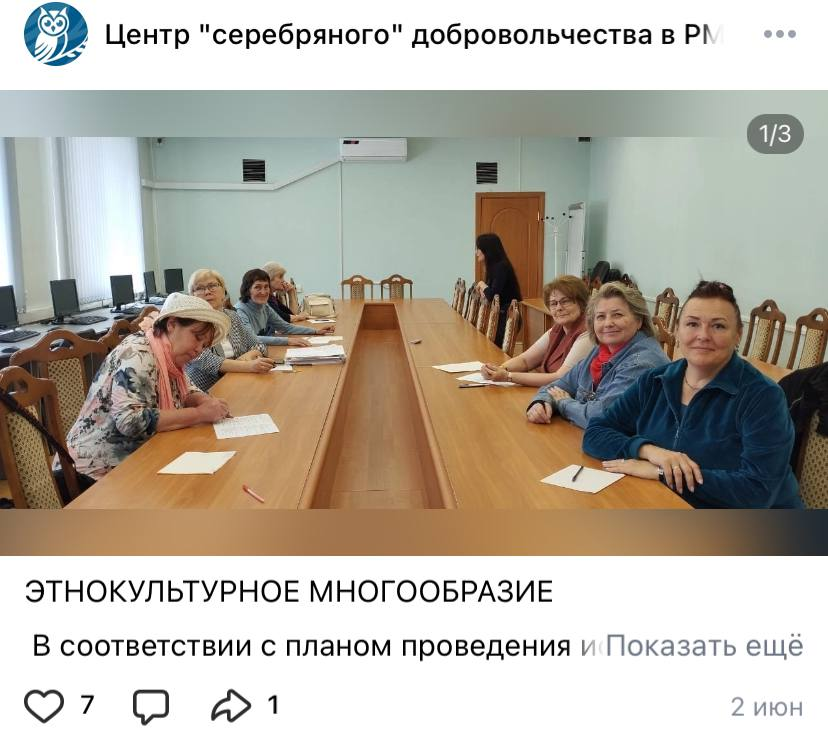 Центр "серебряного" добровольчества в РМ
1/3
ЭТНОКУЛЬТУРНОЕ МНОГООБРАЗИЕ
В соответствии с планом проведения Показать ещё
7 1 2 июн